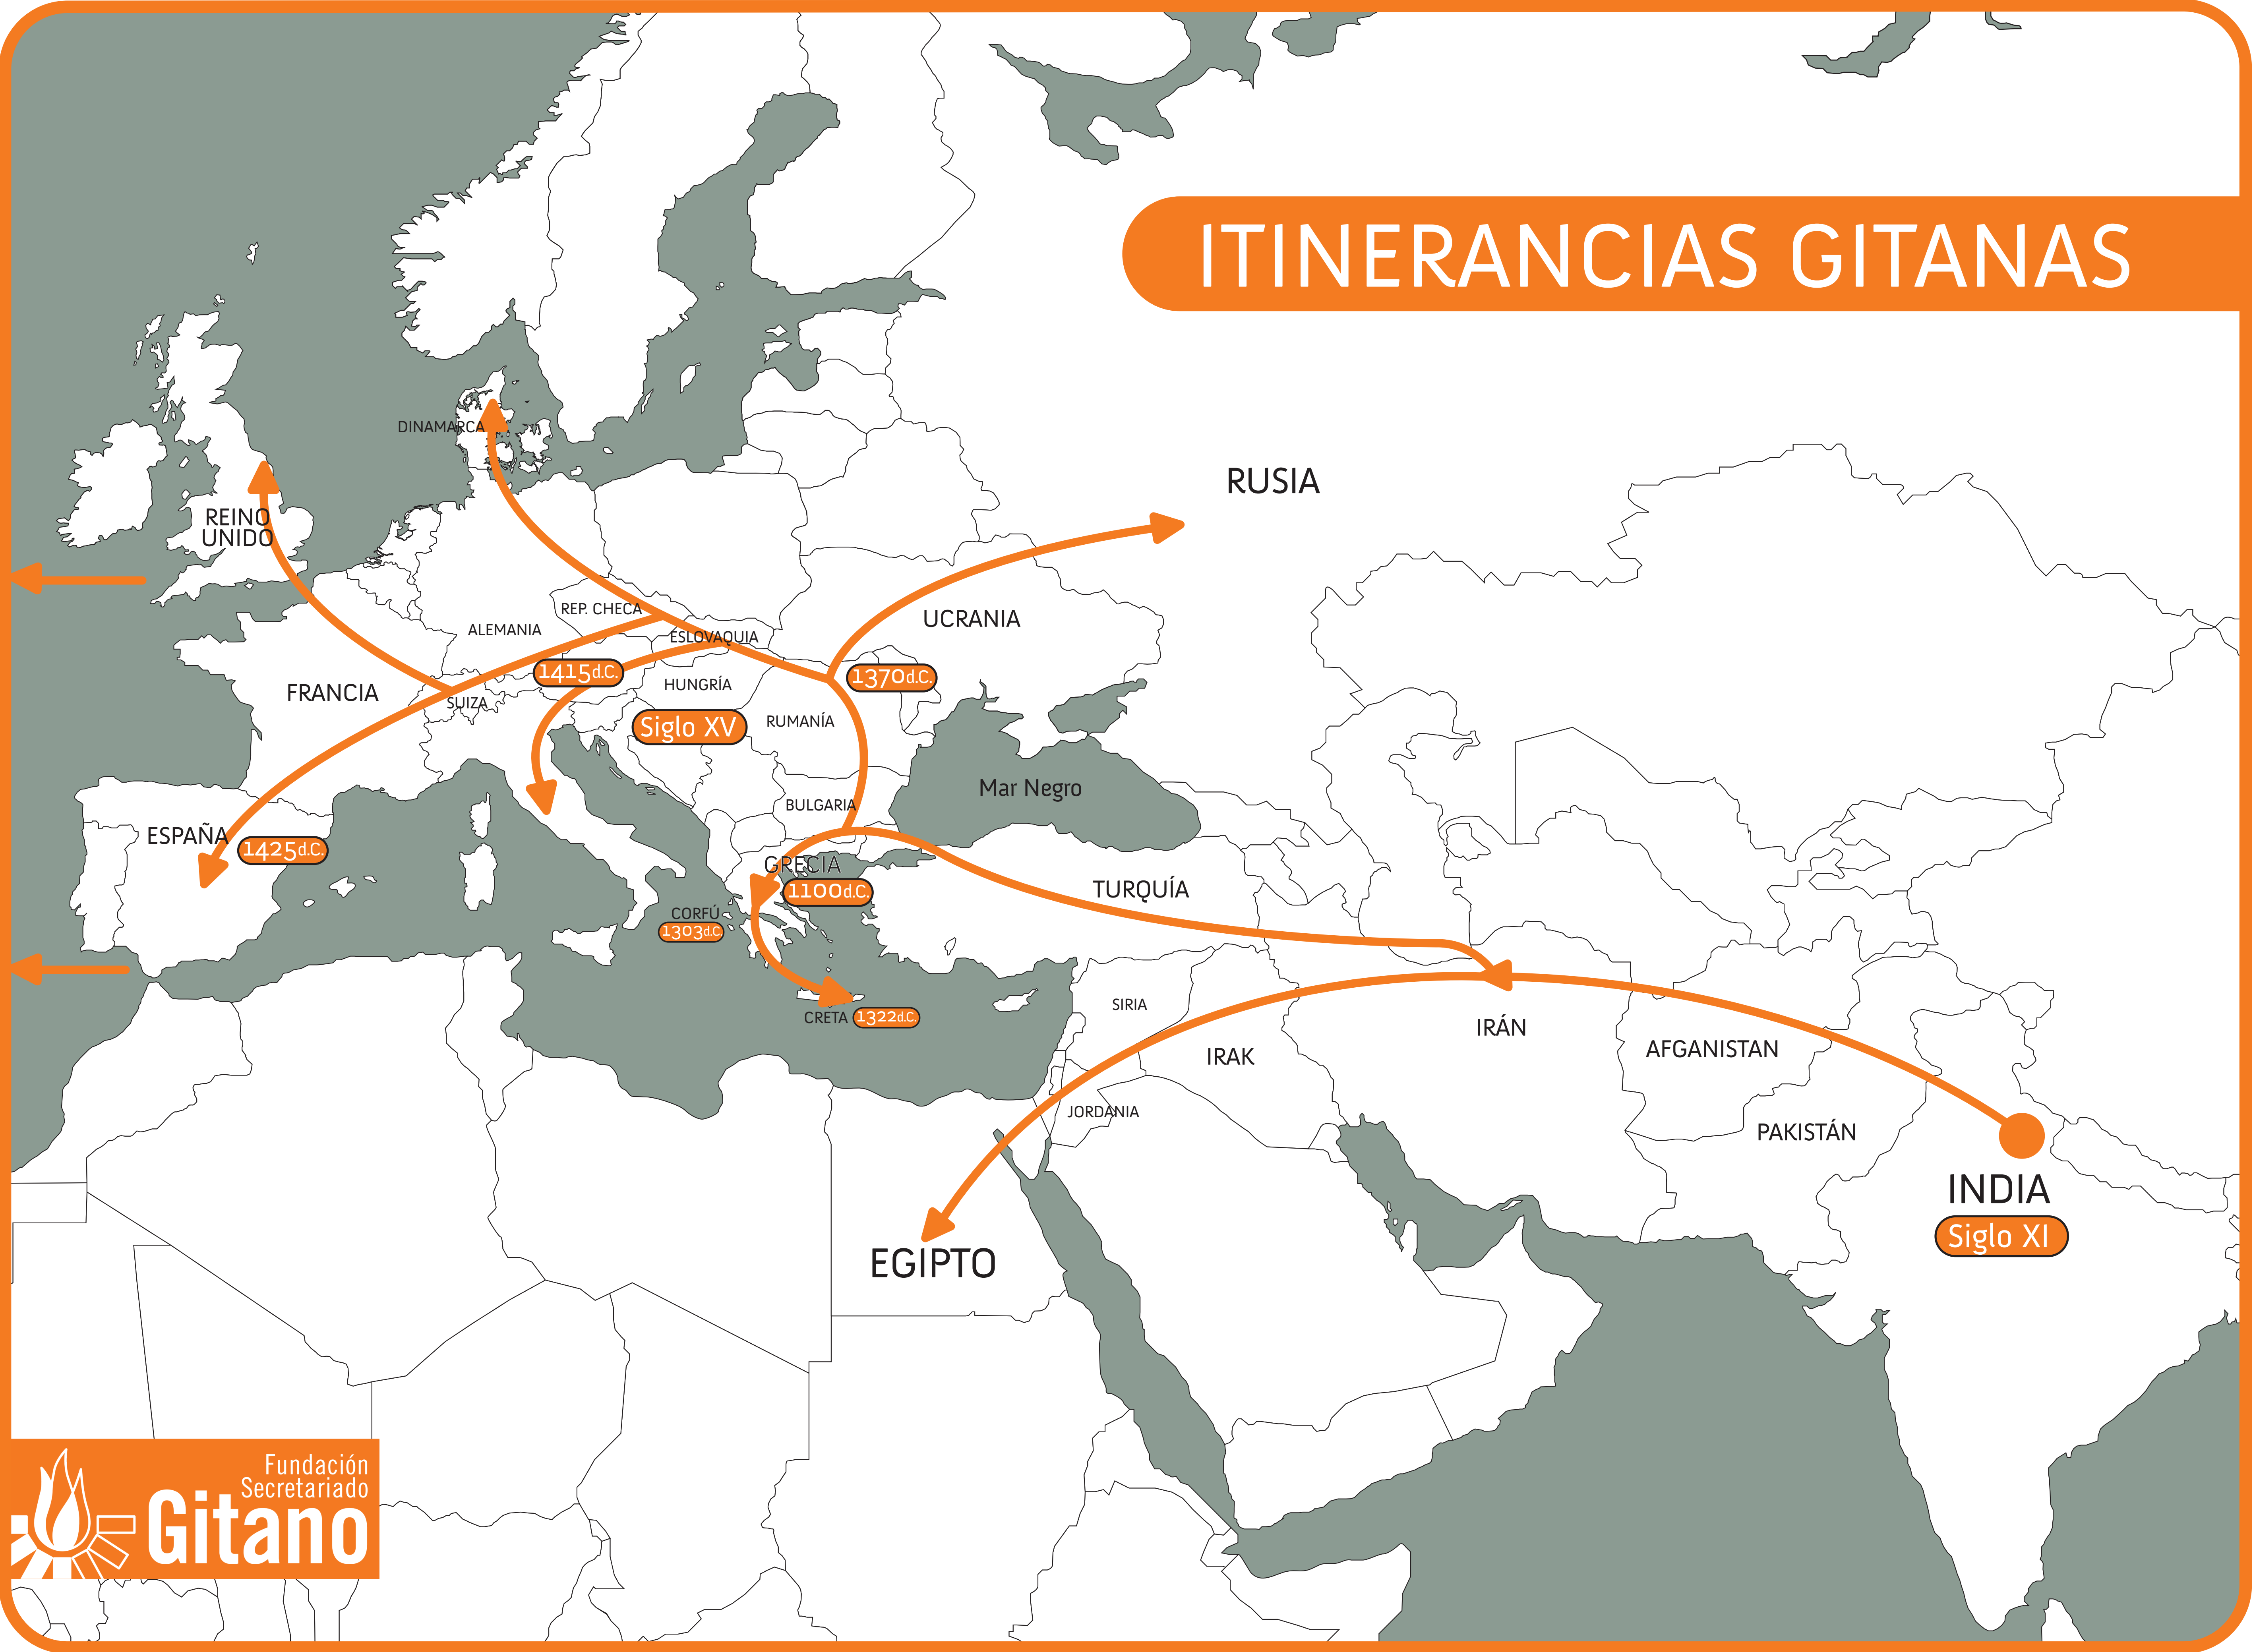 ITINERANCIAS GITANAS
DINAMARCA
RUSIA
REINO
UNIDO
REP. CHECA
UCRANIA
ALEMANIA
ESLOVAQUIA
1415d.C.
1370d.C.
HUNGRÍA
FRANCIA
SUIZA
Siglo XV
RUMANÍA
Mar Negro
BULGARIA
ESPAÑA
1425d.C.
GRECIA
1100d.C.
TURQUÍA
CORFÚ
1303d.C.
SIRIA
CRETA
1322d.C.
IRÁN
IRAK
AFGANISTAN
JORDANIA
PAKISTÁN
INDIA
Siglo XI
EGIPTO
Fundación
Secretariado
Gitano